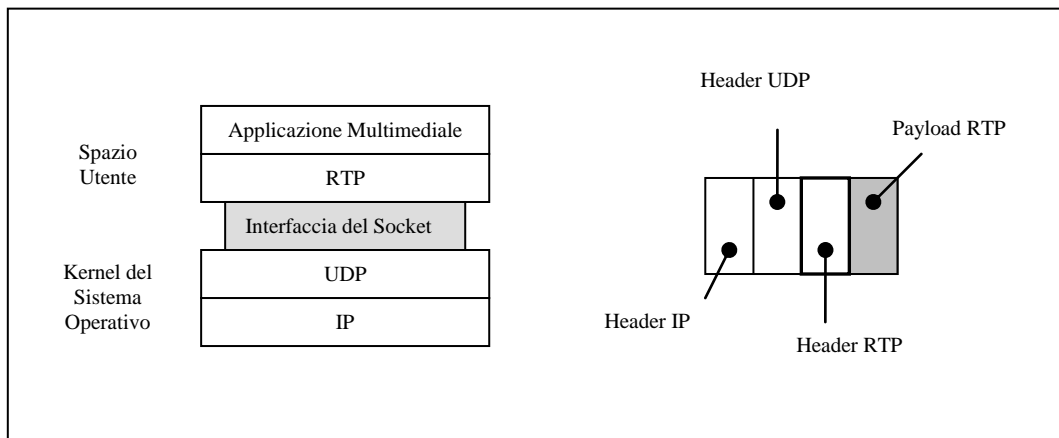 Spazio
Utente
Kernel del
Sistema
Operativo
Applicazione Multimediale
RTP
Interfaccia del Socket
UDP
IP
Header UDP
Payload RTP
Header IP
Header RTP